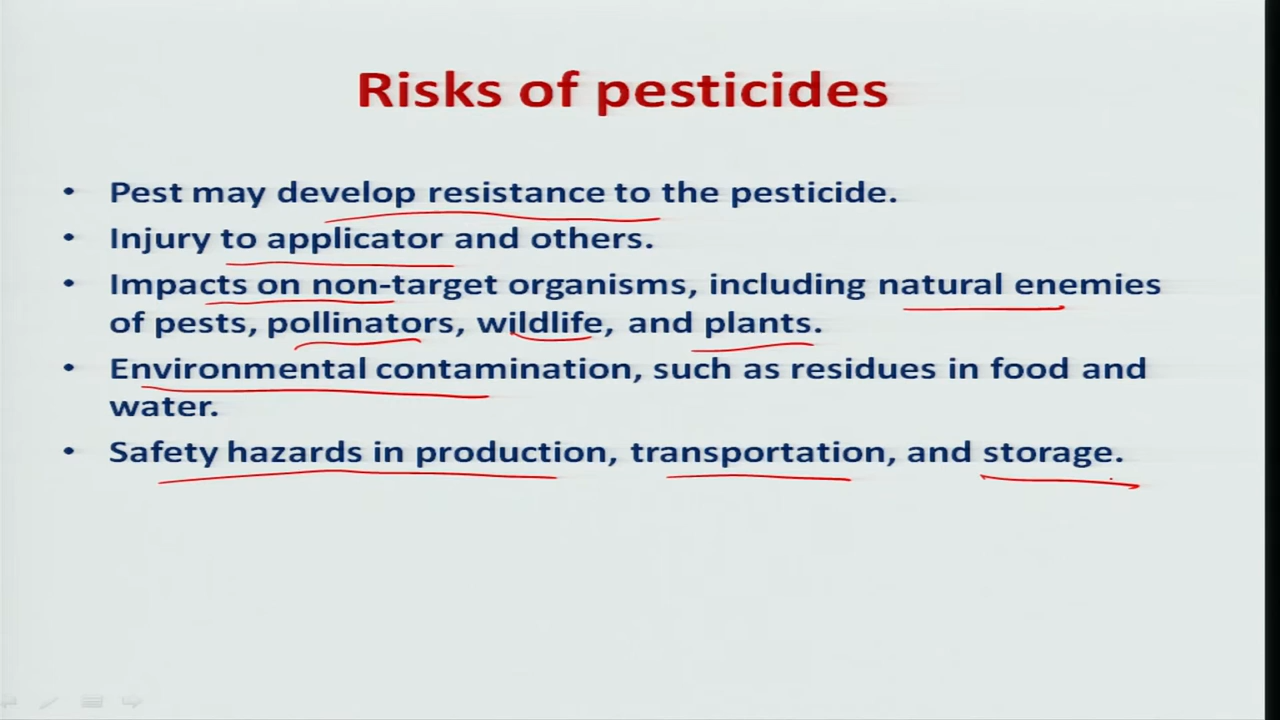 Risks of pesticides
• Pest may develop resistance to the pesticide.
• Injury to applicator and others.
• Impacts on non-target organisms, including natural enemies
of pests, pollinators, wildlife, and plants.
• Environmental contamination, such as residues in food and
water.
• Safety hazards in production, transportation, and storage.